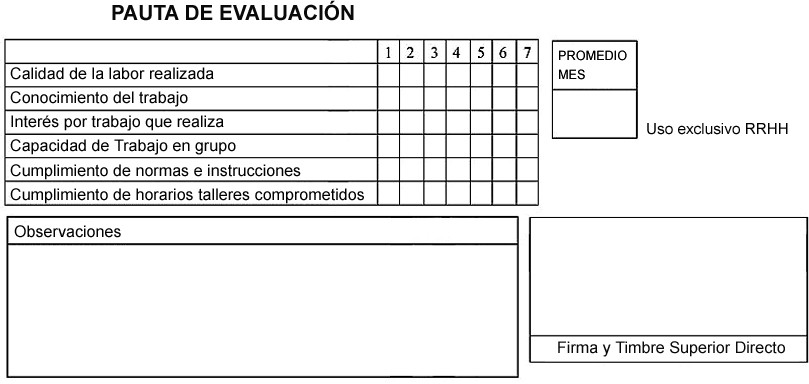 PAUTA DE EVALUACIÓN
1 2 3 4 5 6 7
Calidad de la labor realizada
Conocimiento del trabajo
Interés por trabajo que realiza
Capacidad de Trabajo en grupo
Cumplimiento de normas e instrucciones
Cumplimiento de horarios talleres comprometidos
PROMEDIO
MES
Uso exclusivo RRHH
Observaciones
Firma y Timbre Superior Directo